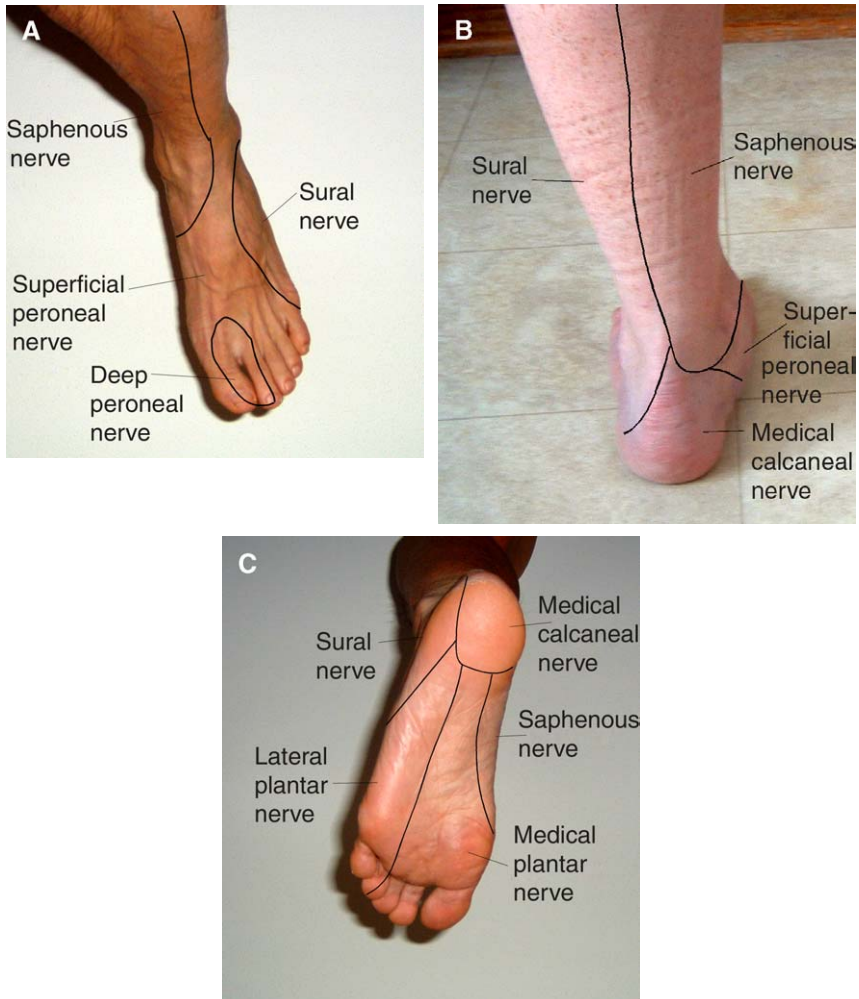 A
Saphenous
nerve
Sural
nerve
Superficial
peroneal
nerve
Deep
peroneal
nerve
B
Sural
nerve
Saphenous
nerve
Super-
ficial
peroneal
nerve
Medical
calcaneal
nerve
C
Sural
nerve
Medical
calcaneal
nerve
Saphenous
nerve
Lateral
plantar
nerve
Medical
plantar
nerve